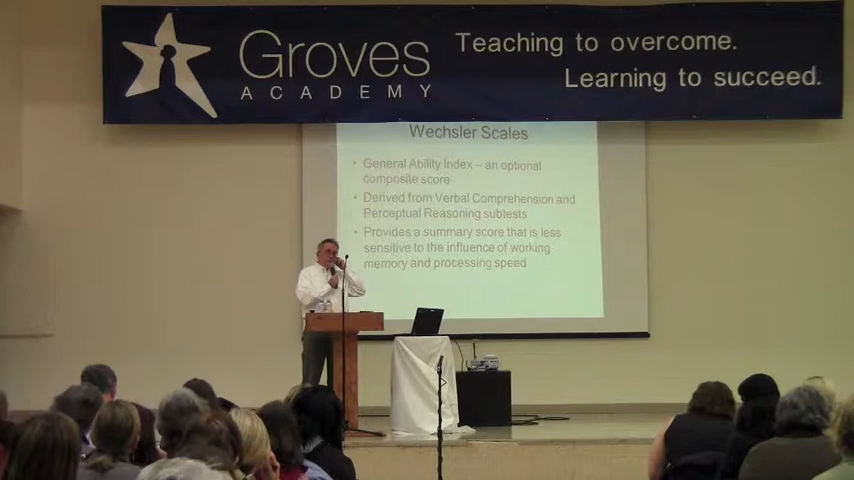 Groves
ACADEMY
Teaching to overcome.
Learning to succeed.
Wechsler Scales
• General Ability Index – an optional
composite score
• Derived from Verbal Comprehension and
Perceptual Reasoning subtests
• Provides a summary score that is less
sensitive to the influence of working
memory and processing speed